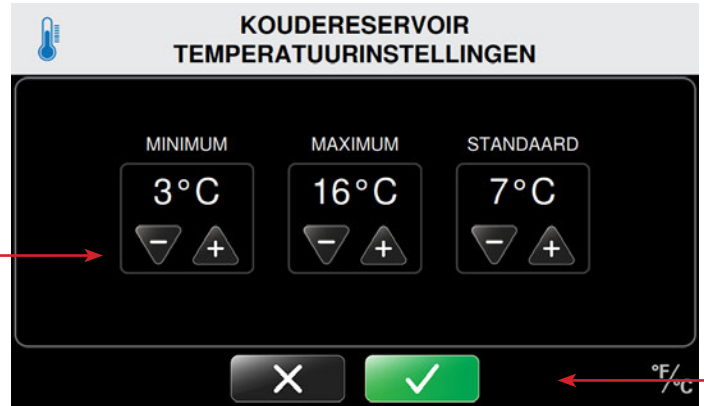 KOUDERESERVOIR
TEMPERATUURINSTELLINGEN
MINIMUM MAXIMUM STANDAARD
3°C 16°C 7°C
− + − + − +
°F/°C